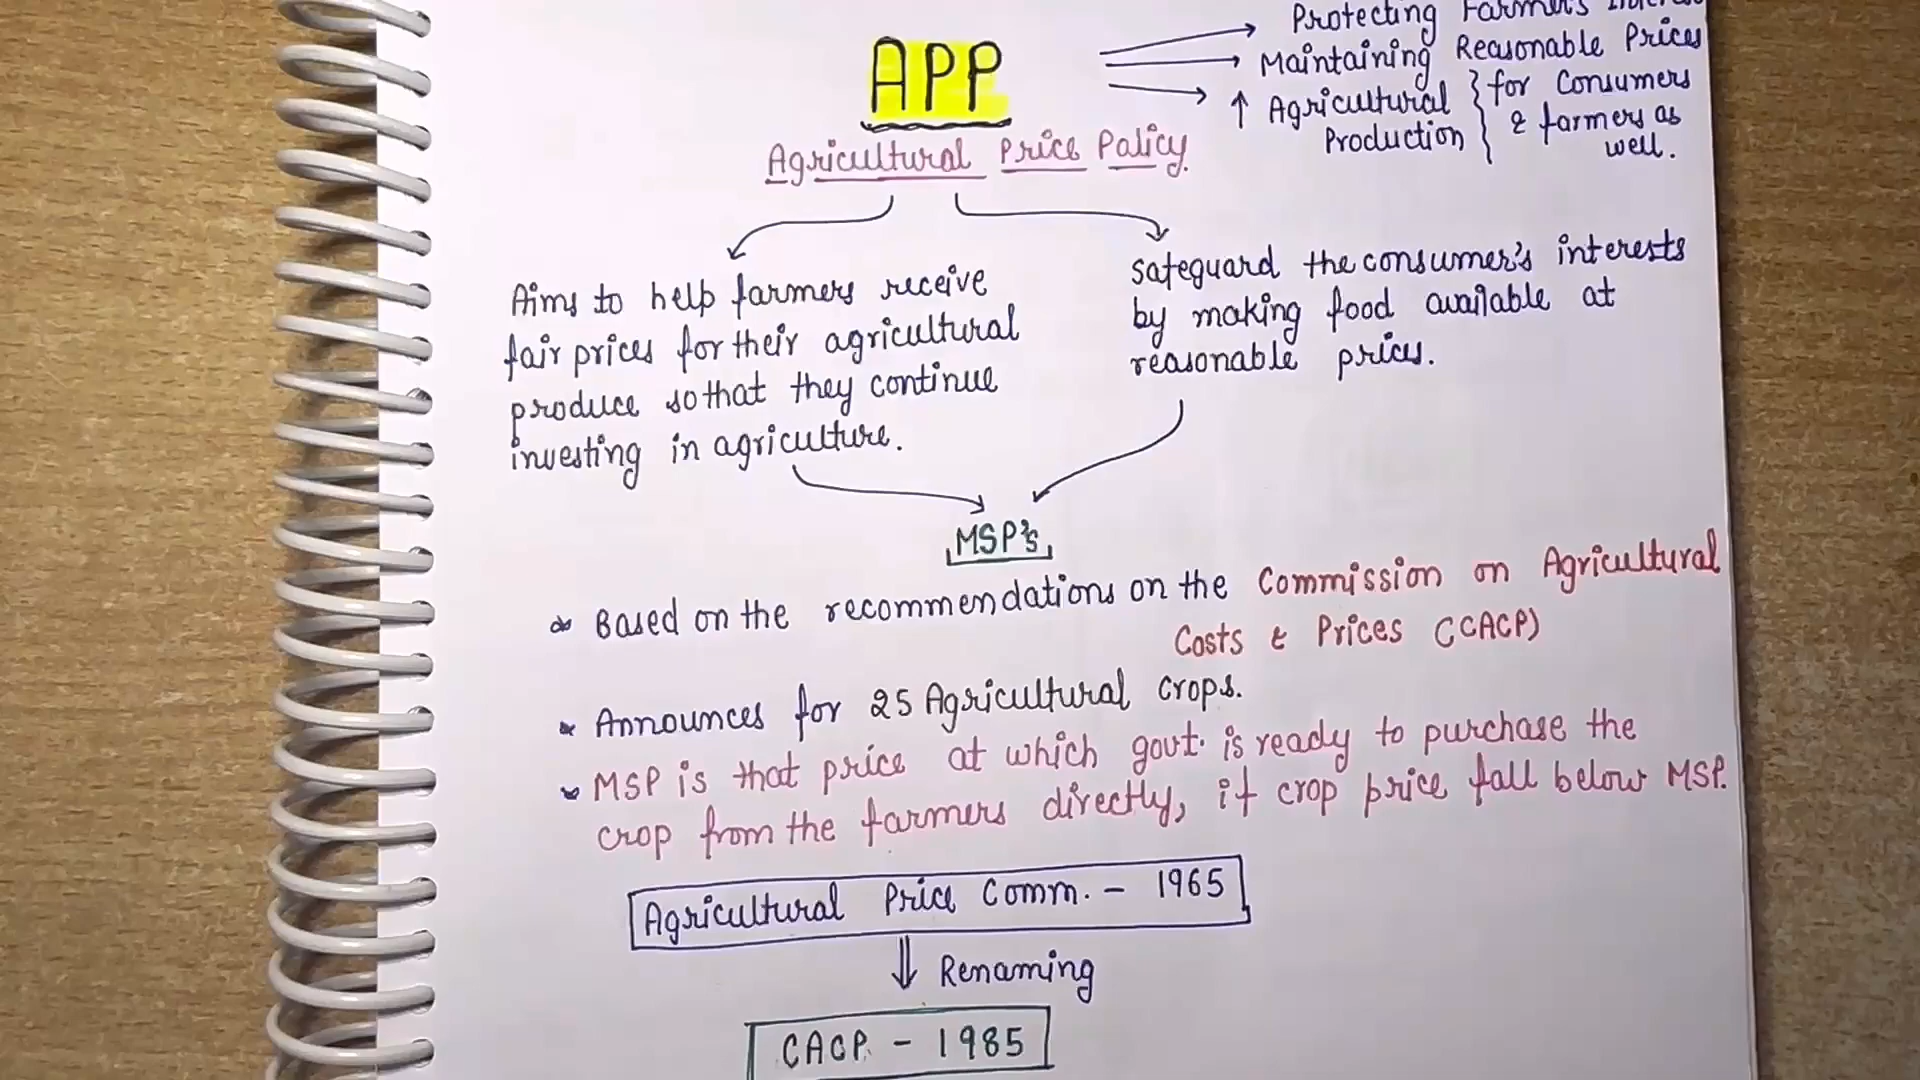 APP
Agricultural Price Policy
Protecting Farmers
Maintaining Reasonable Prices
↑ Agricultural Production } for Consumers & farmers as well.
Aims to help farmers receive
fair prices for their agricultural
produce so that they continue
investing in agriculture.
Safeguard the consumer's interests
by making food available at
reasonable prices.
MSP's
* Based on the recommendations on the Commission on Agricultural
Costs & Prices (CACP)
* Announces for 25 Agricultural crops.
* MSP is that price at which govt. is ready to purchase the
crop from the farmers directly, if crop price fall below MSP.
Agricultural Price Comm. - 1965
⇓ Renaming
CACP - 1985